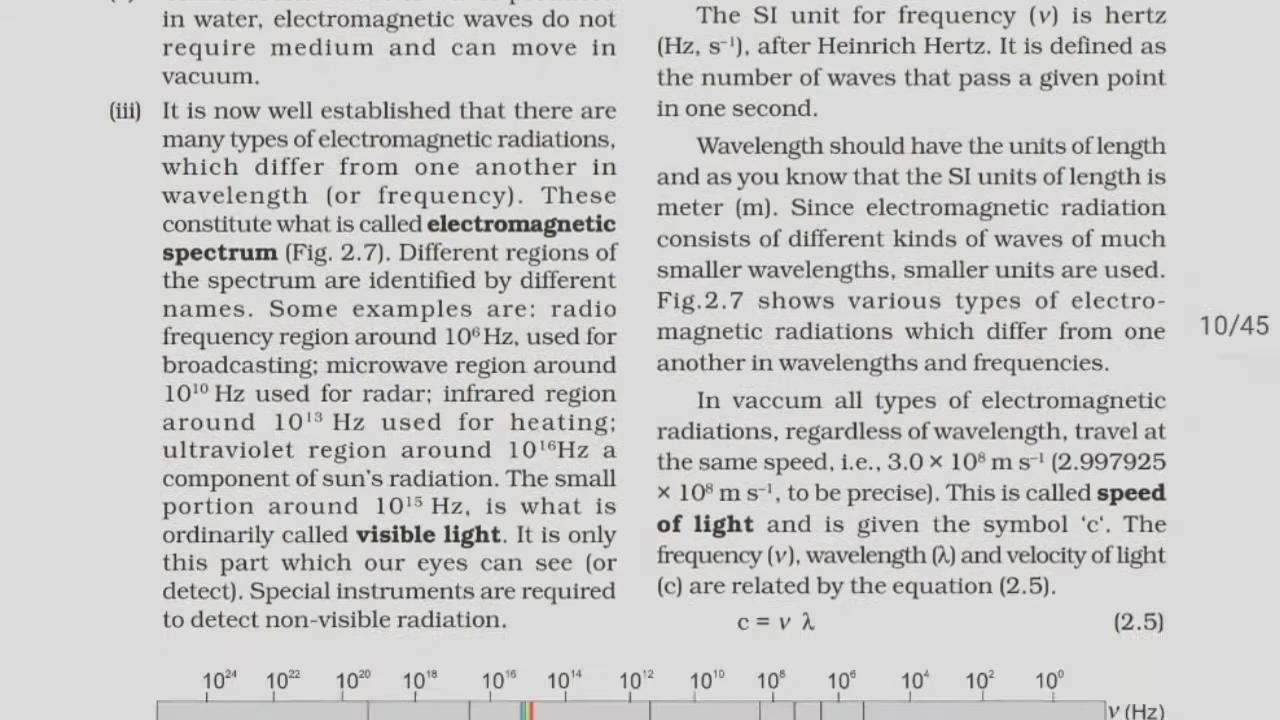 in water, electromagnetic waves do not
require medium and can move in
vacuum.
(iii) It is now well established that there are
many types of electromagnetic radiations,
which differ from one another in
wavelength (or frequency). These
constitute what is called electromagnetic
spectrum (Fig. 2.7). Different regions of
the spectrum are identified by different
names. Some examples are: radio
frequency region around 10⁶ Hz, used for
broadcasting; microwave region around
10¹⁰ Hz used for radar; infrared region
around 10¹³ Hz used for heating;
ultraviolet region around 10¹⁶Hz a
component of sun's radiation. The small
portion around 10¹⁵ Hz, is what is
ordinarily called visible light. It is only
this part which our eyes can see (or
detect). Special instruments are required
to detect non-visible radiation.
The SI unit for frequency (ν) is hertz
(Hz, s⁻¹), after Heinrich Hertz. It is defined as
the number of waves that pass a given point
in one second.
Wavelength should have the units of length
and as you know that the SI units of length is
meter (m). Since electromagnetic radiation
consists of different kinds of waves of much
smaller wavelengths, smaller units are used.
Fig.2.7 shows various types of electro-
magnetic radiations which differ from one
another in wavelengths and frequencies.
In vaccum all types of electromagnetic
radiations, regardless of wavelength, travel at
the same speed, i.e., 3.0 × 10⁸ m s⁻¹ (2.997925
× 10⁸ m s⁻¹, to be precise). This is called speed
of light and is given the symbol 'c'. The
frequency (ν), wavelength (λ) and velocity of light
(c) are related by the equation (2.5).
c = ν λ (2.5)
10/45
10²⁴ 10²² 10²⁰ 10¹⁸ 10¹⁶ 10¹⁴ 10¹² 10¹⁰ 10⁸ 10⁶ 10⁴ 10² 10⁰
ν (Hz)